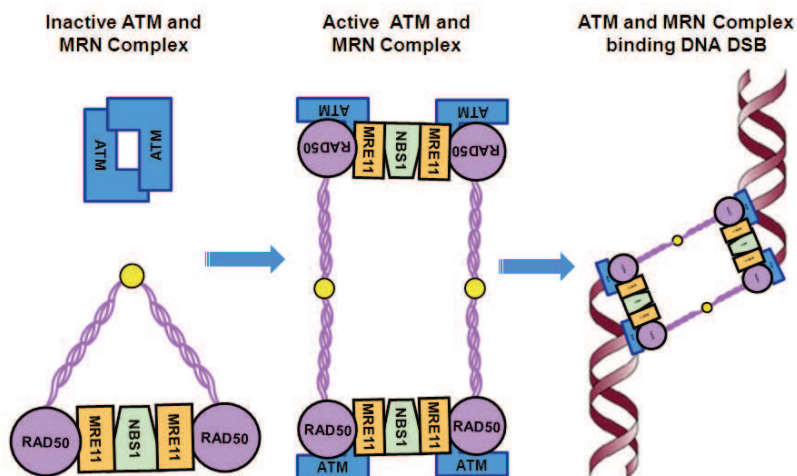 Inactive ATM and
MRN Complex
Active ATM and
MRN Complex
ATM and MRN Complex
binding DNA DSB
ATM
ATM
RAD50
MRE11
NBS1
MRE11
RAD50
ATM
ATM
RAD50
MRE11
NBS1
MRE11
RAD50
RAD50
MRE11
NBS1
MRE11
RAD50
ATM
ATM